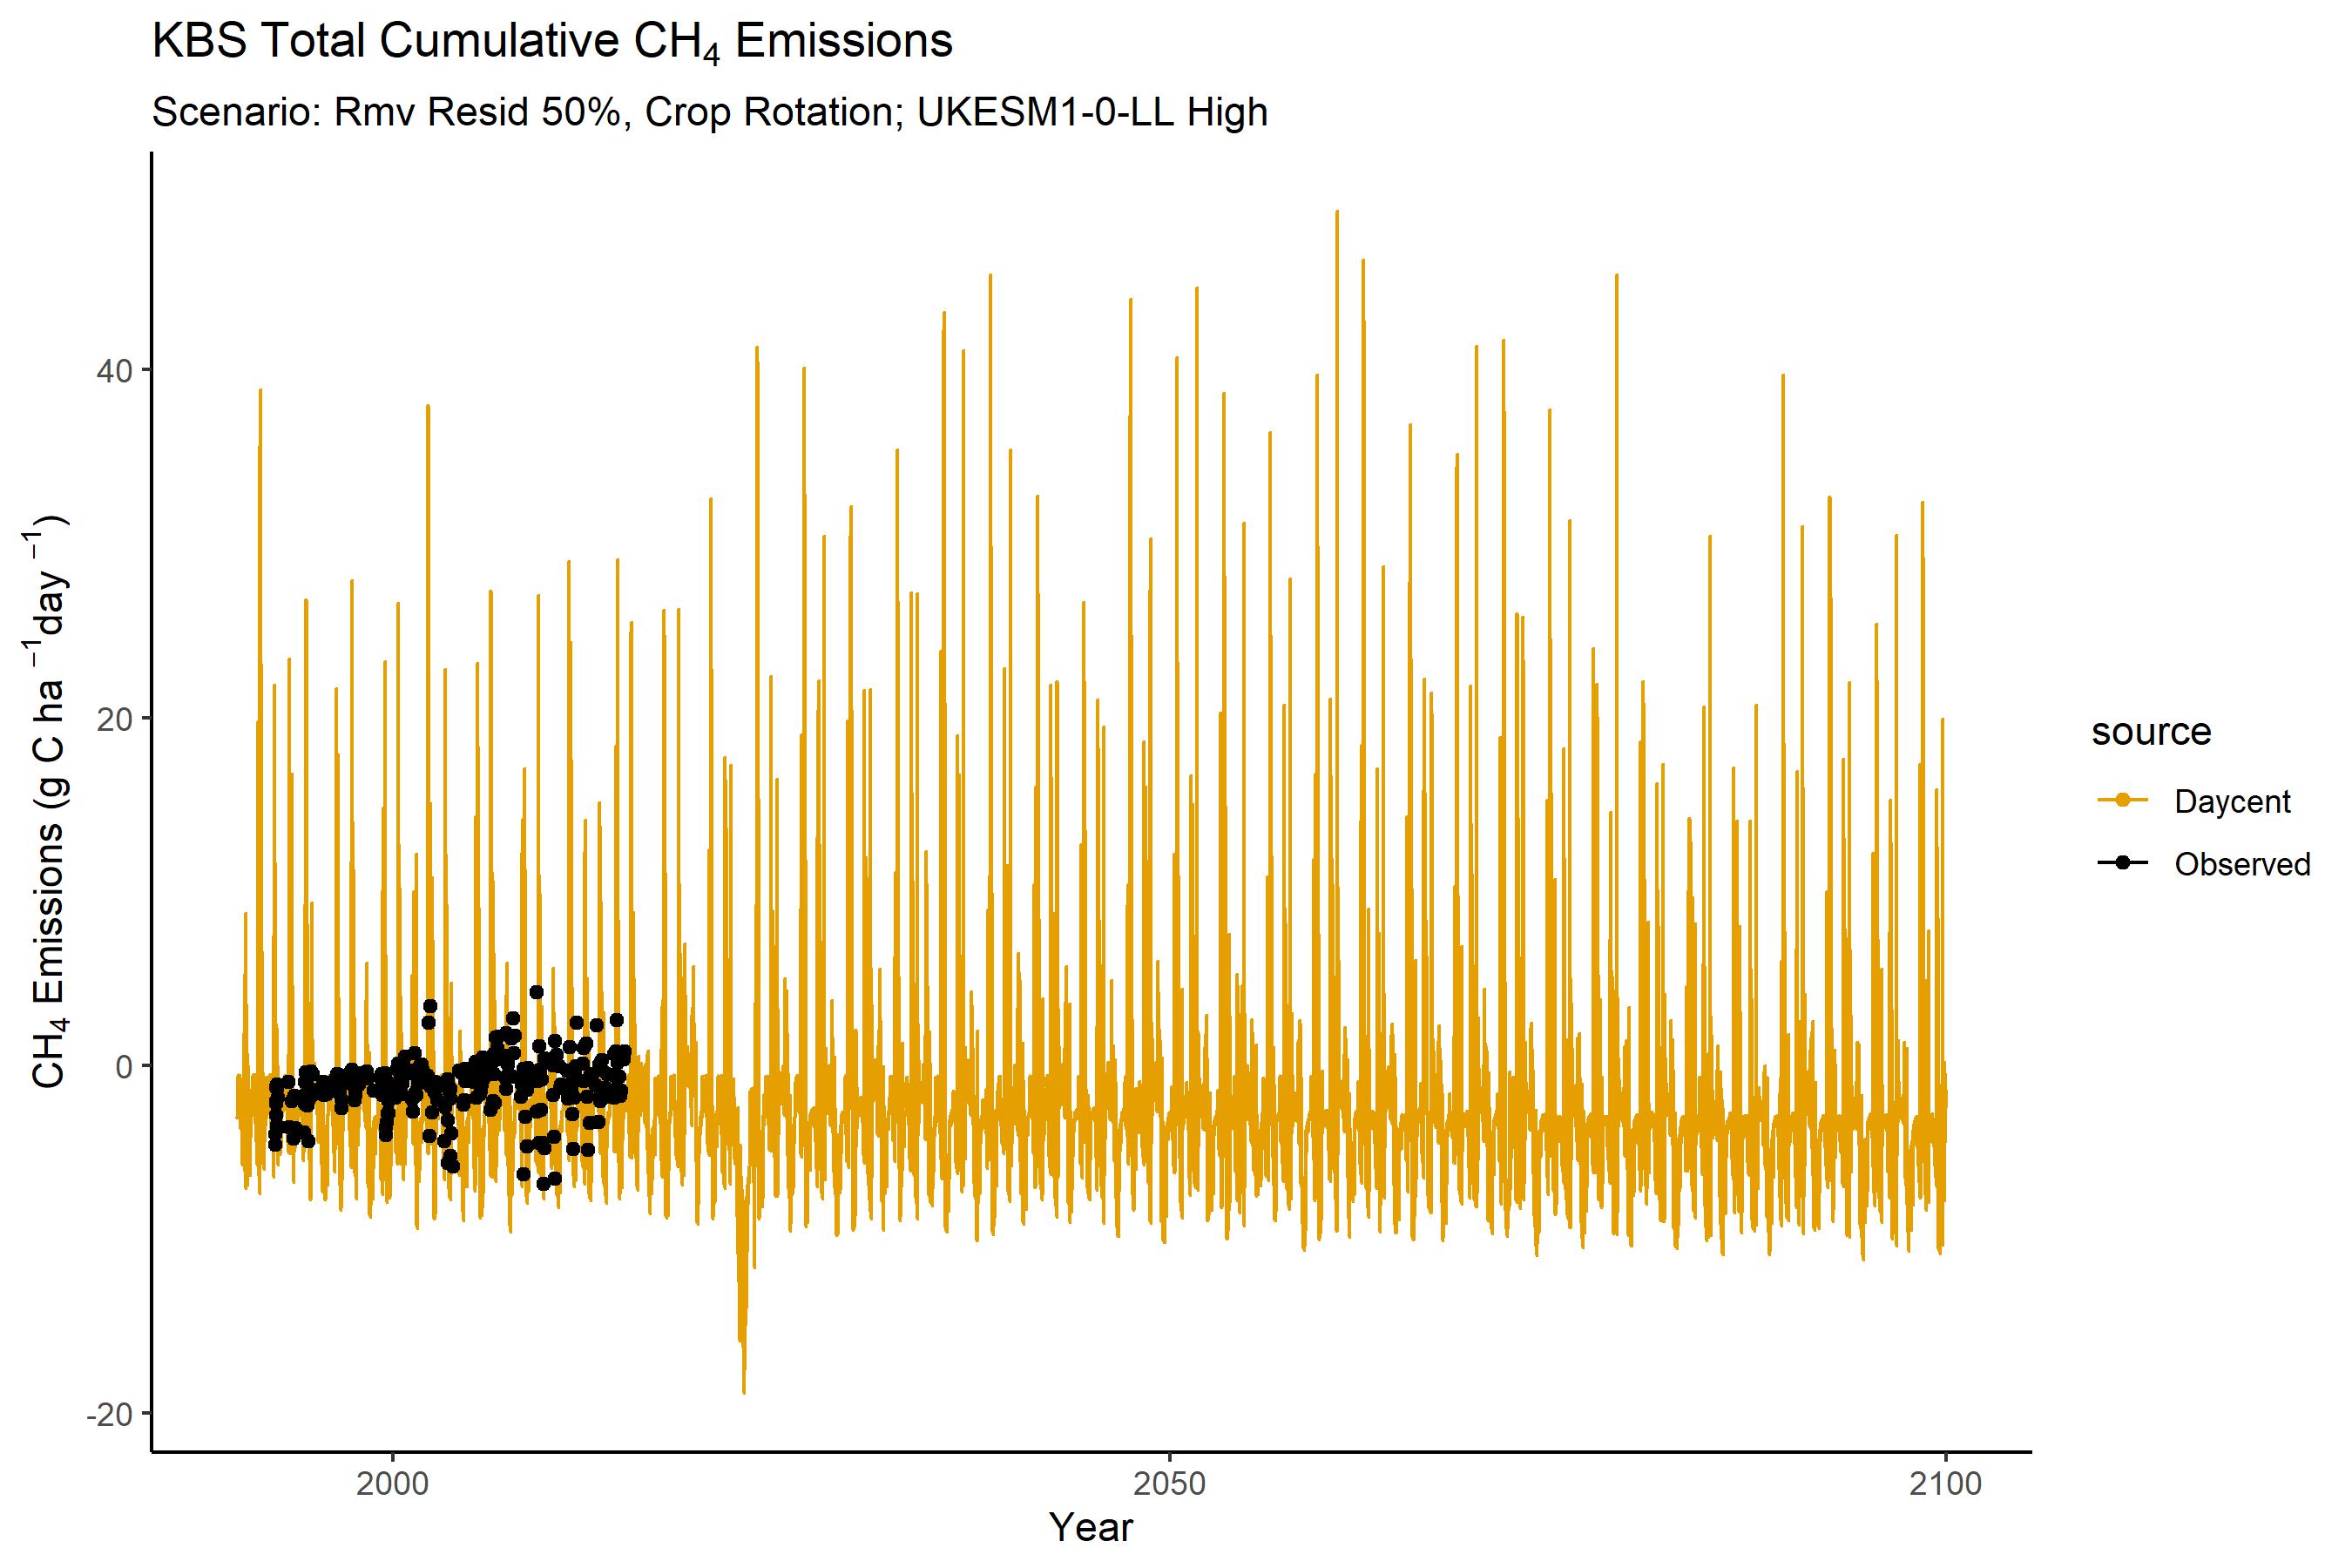 KBS Total Cumulative CH₄ Emissions
Scenario: Rmv Resid 50%, Crop Rotation; UKESM1-0-LL High
CH₄ Emissions (g C ha ⁻¹day ⁻¹)
40
20
0
-20
2000
2050
2100
Year
source
Daycent
Observed